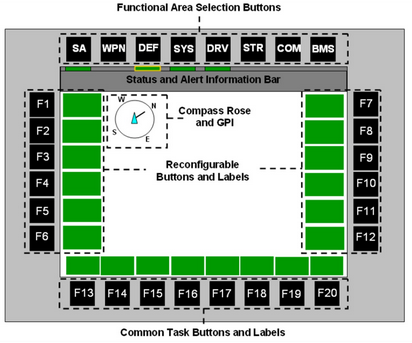 Functional Area Selection Buttons
SA WPN DEF SYS DRV STR COM BMS
Status and Alert Information Bar
F1
F2
F3
F4
F5
F6
W
N
S
E
Compass Rose
and GPI
Reconfigurable
Buttons and Labels
F7
F8
F9
F10
F11
F12
F13 F14 F15 F16 F17 F18 F19 F20
Common Task Buttons and Labels